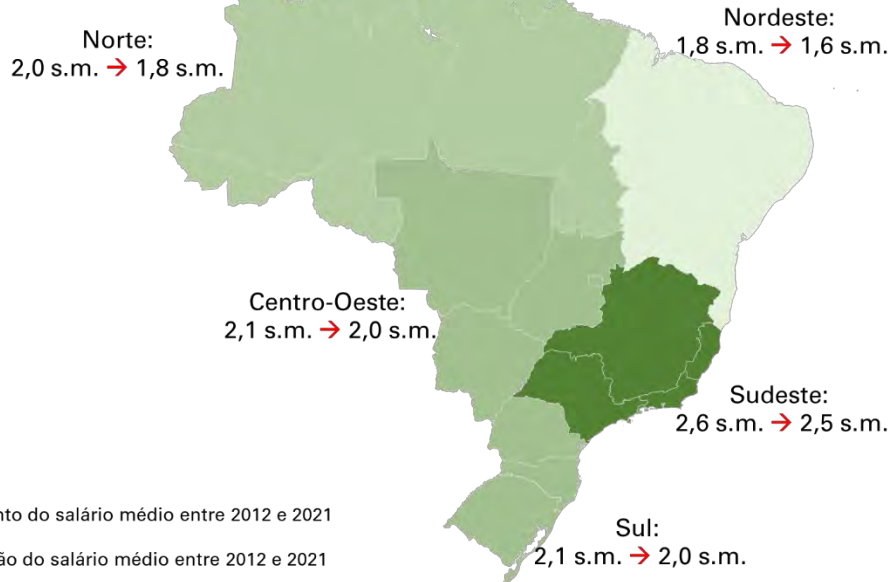 Norte:
2,0 s.m. → 1,8 s.m.
Nordeste:
1,8 s.m. → 1,6 s.m.
Centro-Oeste:
2,1 s.m. → 2,0 s.m.
Sudeste:
2,6 s.m. → 2,5 s.m.
Sul:
2,1 s.m. → 2,0 s.m.
do salário médio entre 2012 e 2021
do salário médio entre 2012 e 2021